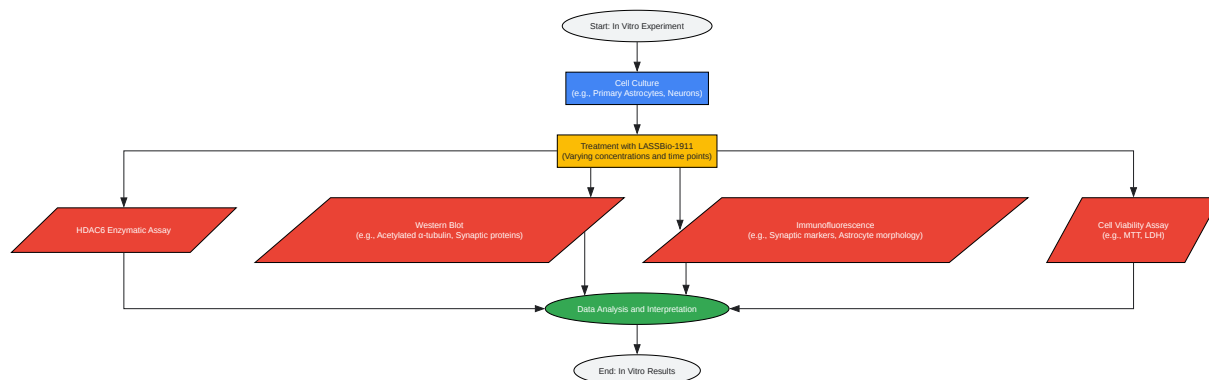 Start: In Vitro Experiment
Cell Culture
(e.g., Primary Astrocytes, Neurons)
Treatment with LASSBio-1911
(Varying concentrations and time points)
HDAC6 Enzymatic Assay
Western Blot
(e.g., Acetylated α-tubulin, Synaptic proteins)
Immunofluorescence
(e.g., Synaptic markers, Astrocyte morphology)
Cell Viability Assay
(e.g., MTT, LDH)
Data Analysis and Interpretation
End: In Vitro Results